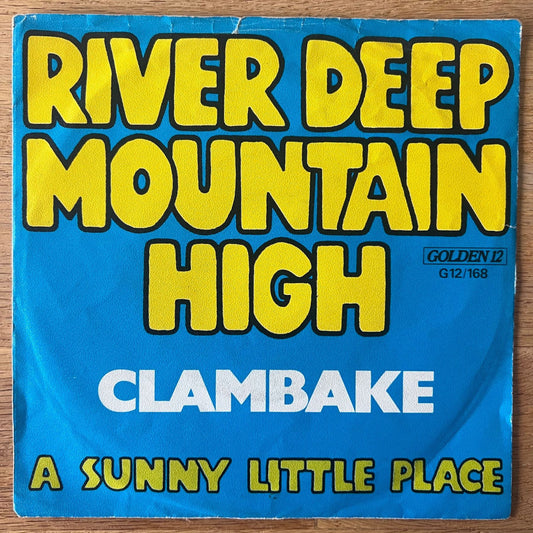 RIVER DEEP
MOUNTAIN
HIGH
GOLDEN 12
G12/168
CLAMBAKE
A SUNNY LITTLE PLACE